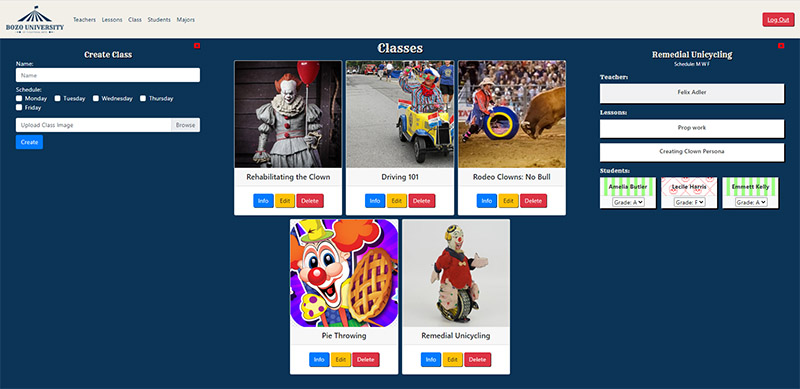 BOZO UNIVERSITY
Teachers Lessons Class Students Majors
Log Out
Create Class
Name:
Name
Schedule:
Monday Tuesday Wednesday Thursday
Friday
Upload Class Image Browse
Create
Classes
Rehabilitating the Clown
Info Edit Delete
Driving 101
Info Edit Delete
Rodeo Clowns: No Bull
Info Edit Delete
Pie Throwing
Info Edit Delete
Remedial Unicycling
Info Edit Delete
Remedial Unicycling
Schedule: M W F
Teacher:
Felix Adler
Lessons:
Prop work
Creating Clown Persona
Students:
Amelia Butler Lecile Harris Emmett Kelly
Grade: A Grade: F Grade: A